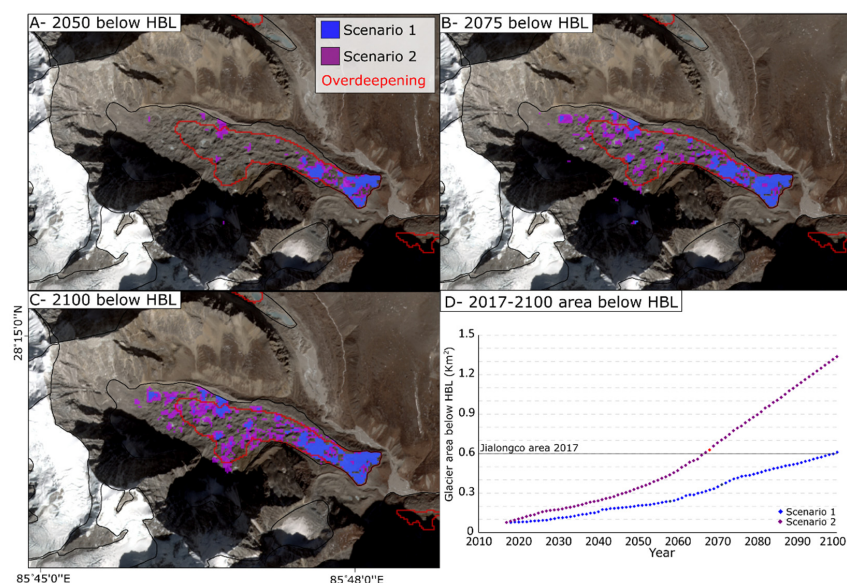 A- 2050 below HBL
Scenario 1
Scenario 2
Overdeepening
B- 2075 below HBL
C- 2100 below HBL
28°15'0"N
85°45'0"E
85°48'0"E
D- 2017-2100 area below HBL
Glacier area below HBL (Km²)
1.5
1.2
0.9
0.6
0.3
0
Jialongco area 2017
Scenario 1
Scenario 2
2010 2020 2030 2040 2050 2060 2070 2080 2090 2100
Year